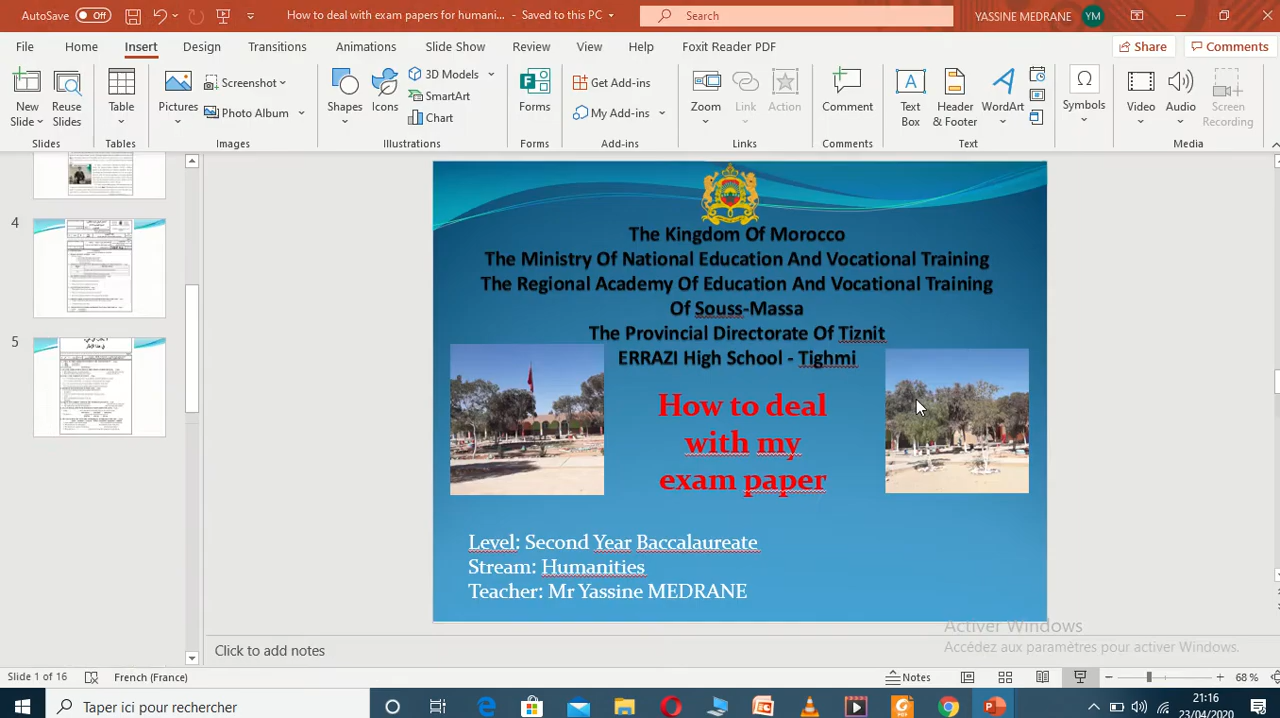 AutoSave Off How to deal with exam papers for humani... - Saved to this PC Search YASSINE MEDRANE YM
File Home Insert Design Transitions Animations Slide Show Review View Help Foxit Reader PDF Share Comments
New Slide Reuse Slides Table Pictures Screenshot Photo Album Shapes Icons 3D Models SmartArt Chart Forms Get Add-ins My Add-ins Zoom Link Action Comment Text Box Header & Footer WordArt Symbols Video Audio Screen Recording
Slides Tables Images Illustrations Forms Add-ins Links Comments Text Media
4
5
The Kingdom Of Morocco
The Ministry Of National Education And Vocational Training
The Regional Academy Of Education And Vocational Training
Of Souss-Massa
The Provincial Directorate Of Tiznit
ERRAZI High School - Tighmi
How to deal
with my
exam paper
Level: Second Year Baccalaureate
Stream: Humanities
Teacher: Mr Yassine MEDRANE
Activer Windows
Accédez aux paramètres pour activer Windows.
Click to add notes
Slide 1 of 16 French (France) Notes 68 %
Taper ici pour rechercher 21:16
23/04/2020